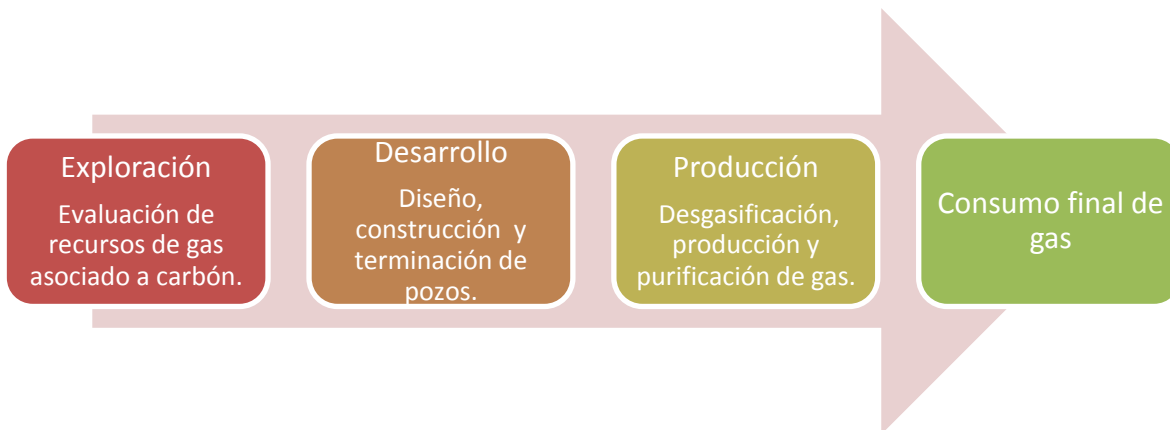 Exploración
Evaluación de
recursos de gas
asociado a carbón.
Desarrollo
Diseño,
construcción y
terminación de
pozos.
Producción
Desgasificación,
producción y
purificación de gas.
Consumo final de
gas